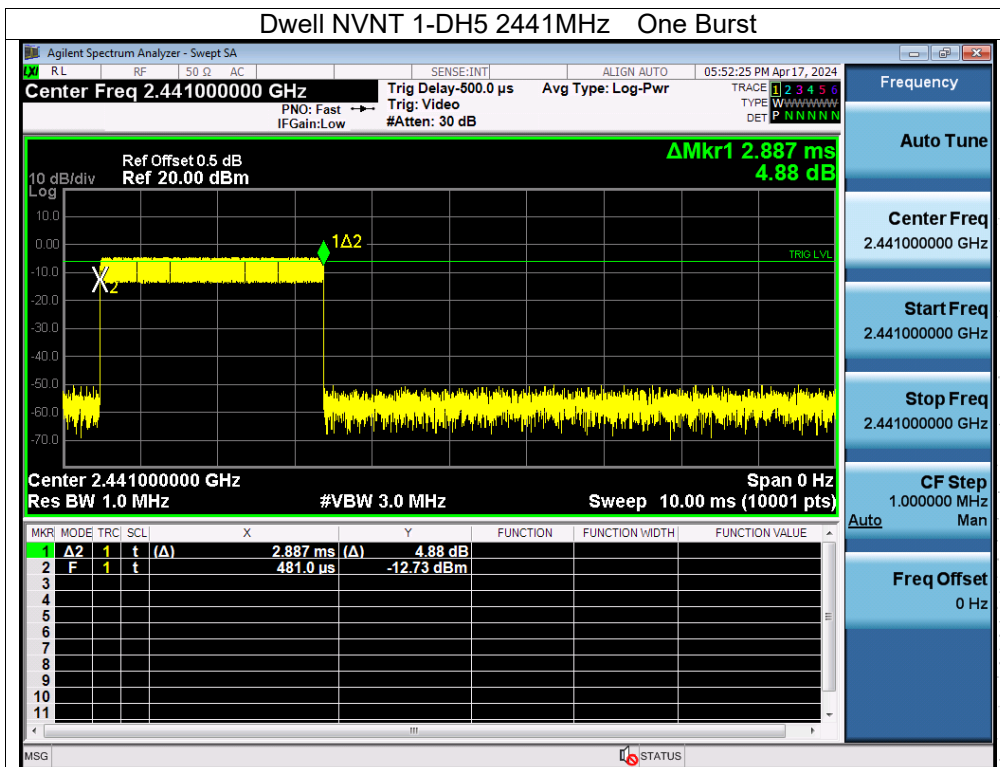 Dwell NVNT 1-DH5 2441MHz One Burst
Agilent Spectrum Analyzer - Swept SA
LXI RL RF 50 Ω AC SENSE:INT ALIGN AUTO 05:52:25 PM Apr 17, 2024
Center Freq 2.441000000 GHz
PNO: Fast
IFGain:Low
Trig Delay-500.0 µs
Trig: Video
#Atten: 30 dB
Avg Type: Log-Pwr
TRACE 1 2 3 4 5 6
TYPE WWWWWW
DET P N N N N N
Frequency
Auto Tune
Center Freq
2.441000000 GHz
Start Freq
2.441000000 GHz
Stop Freq
2.441000000 GHz
CF Step
1.000000 MHz
Auto Man
Freq Offset
0 Hz
ΔMkr1 2.887 ms
4.88 dB
Ref Offset 0.5 dB
10 dB/div Ref 20.00 dBm
Log
10.0
0.00
-10.0
-20.0
-30.0
-40.0
-50.0
-60.0
-70.0
1Δ2
TRIG LVL
2
Center 2.441000000 GHz Span 0 Hz
Res BW 1.0 MHz #VBW 3.0 MHz Sweep 10.00 ms (10001 pts)
MKR MODE TRC SCL X Y FUNCTION FUNCTION WIDTH FUNCTION VALUE
1 Δ2 1 t (Δ) 2.887 ms (Δ) 4.88 dB
2 F 1 t 481.0 µs -12.73 dBm
3
4
5
6
7
8
9
10
11
MSG STATUS